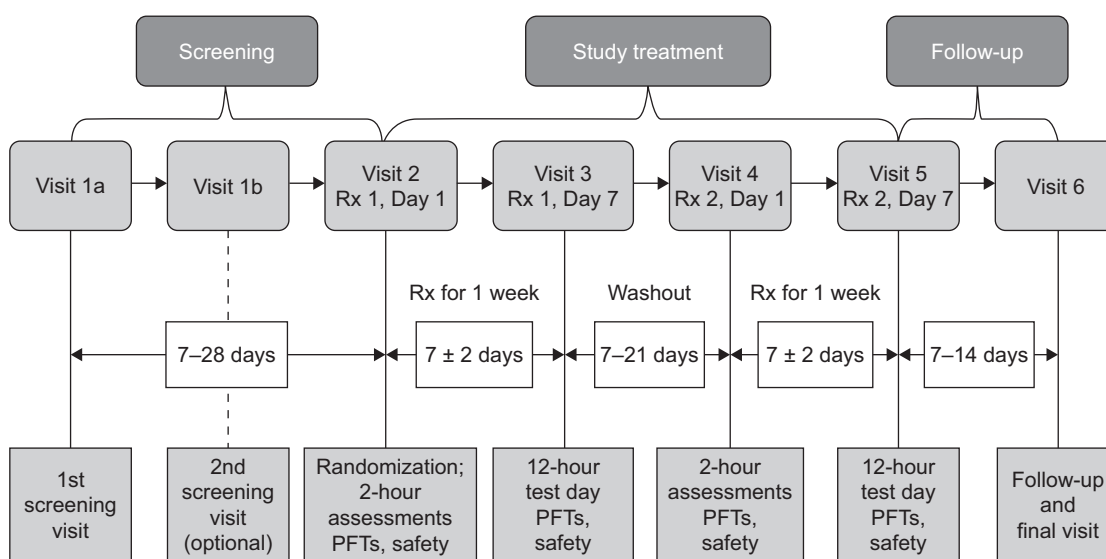 Screening
Study treatment
Follow-up
Visit 1a
Visit 1b
Visit 2
Rx 1, Day 1
Visit 3
Rx 1, Day 7
Visit 4
Rx 2, Day 1
Visit 5
Rx 2, Day 7
Visit 6
Rx for 1 week
Washout
Rx for 1 week
7–28 days
7 ± 2 days
7–21 days
7 ± 2 days
7–14 days
1st
screening
visit
2nd
screening
visit
(optional)
Randomization;
2-hour
assessments
PFTs, safety
12-hour
test day
PFTs,
safety
2-hour
assessments
PFTs,
safety
12-hour
test day
PFTs,
safety
Follow-up
and
final visit